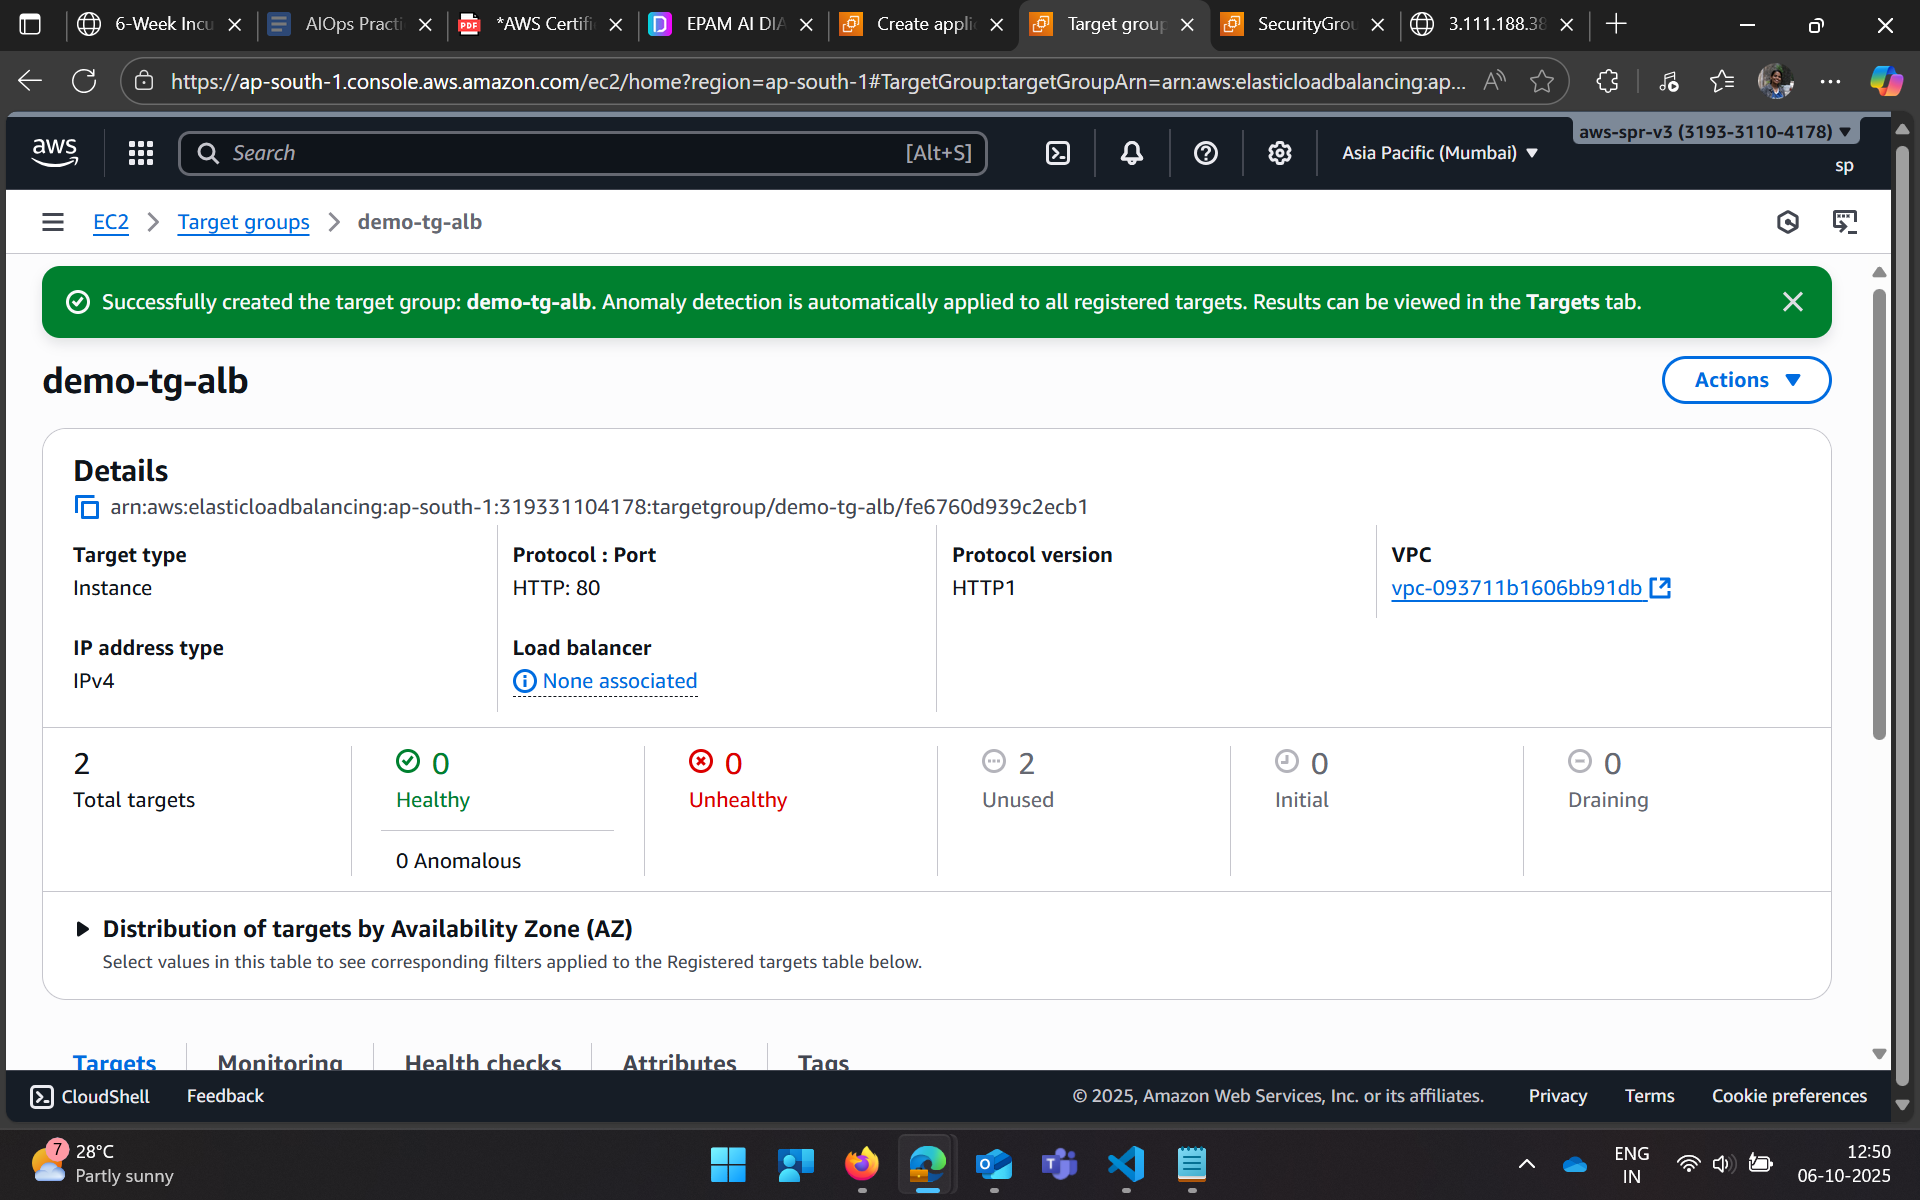 6-Week Incu
AIOps Practi
*AWS Certifi
EPAM AI DIA
Create appli
Target group
SecurityGrou
3.111.188.38
https://ap-south-1.console.aws.amazon.com/ec2/home?region=ap-south-1#TargetGroup:targetGroupArn=arn:aws:elasticloadbalancing:ap...
aws
Search
[Alt+S]
Asia Pacific (Mumbai)
aws-spr-v3 (3193-3110-4178)
sp
EC2
Target groups
demo-tg-alb
Successfully created the target group: demo-tg-alb. Anomaly detection is automatically applied to all registered targets. Results can be viewed in the Targets tab.
demo-tg-alb
Actions
Details
arn:aws:elasticloadbalancing:ap-south-1:319331104178:targetgroup/demo-tg-alb/fe6760d939c2ecb1
Target type
Instance
Protocol : Port
HTTP: 80
Protocol version
HTTP1
VPC
vpc-093711b1606bb91db
IP address type
IPv4
Load balancer
None associated
2
Total targets
0
Healthy
0 Anomalous
0
Unhealthy
2
Unused
0
Initial
0
Draining
Distribution of targets by Availability Zone (AZ)
Select values in this table to see corresponding filters applied to the Registered targets table below.
Targets
Monitoring
Health checks
Attributes
Tags
CloudShell
Feedback
© 2025, Amazon Web Services, Inc. or its affiliates.
Privacy
Terms
Cookie preferences
7
28°C
Partly sunny
ENG
IN
12:50
06-10-2025